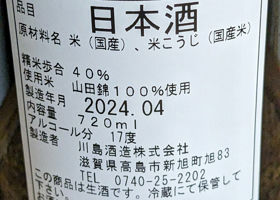 品目 日本酒
原材料名 米（国産）、米こうじ（国産米）
精米歩合 40%
使用米 山田錦100%使用
製造年月 2024.04
内容量 720ml
アルコール分 17度
製造者 川島酒造株式会社
滋賀県高島市新旭町旭83
TEL 0740-25-2202
この商品は生酒です。冷蔵にて保管して
下さい。